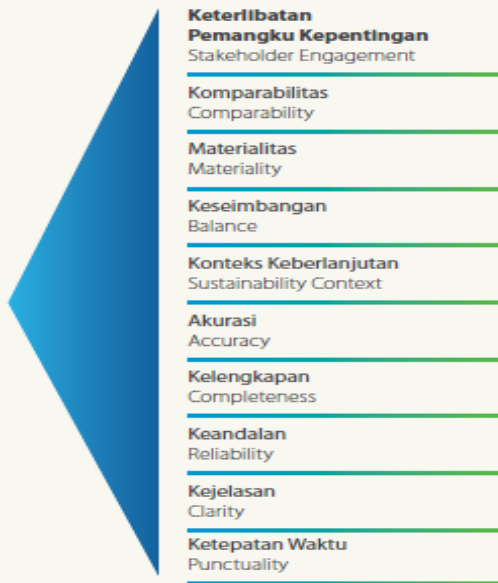 Keterlibatan
Pemangku Kepentingan
Stakeholder Engagement
Komparabilitas
Comparability
Materialitas
Materiality
Keseimbangan
Balance
Konteks Keberlanjutan
Sustainability Context
Akurasi
Accuracy
Kelengkapan
Completeness
Keandalan
Reliability
Kejelasan
Clarity
Ketepatan Waktu
Punctuality